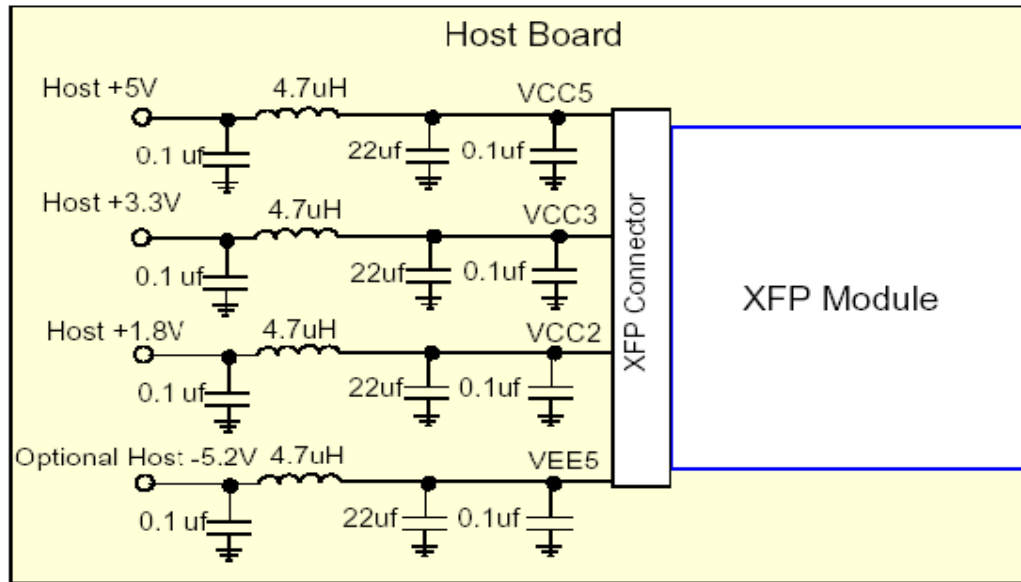 Host Board
Host +5V
4.7uH
VCC5
0.1 uf
22uf
0.1uf
Host +3.3V
4.7uH
VCC3
0.1 uf
22uf
0.1uf
Host +1.8V
4.7uH
VCC2
0.1 uf
22uf
0.1uf
Optional Host -5.2V
4.7uH
VEE5
0.1 uf
22uf
0.1uf
XFP Connector
XFP Module